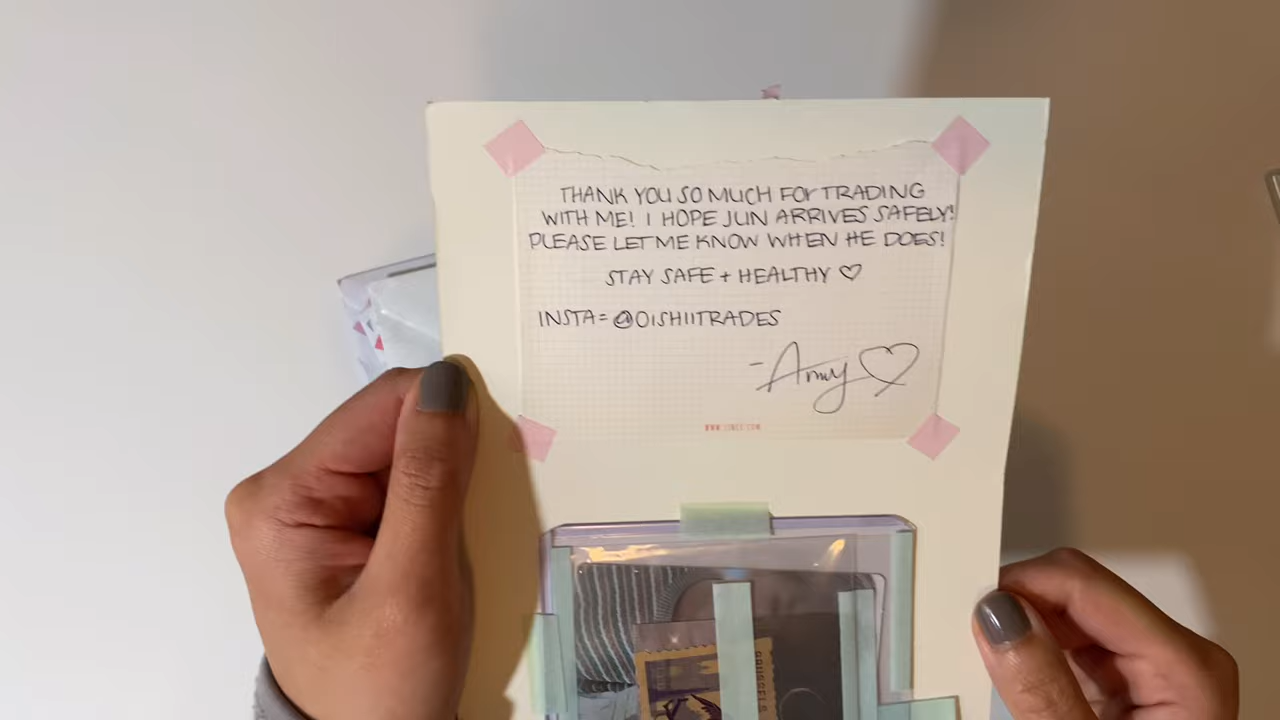 THANK YOU SO MUCH FOR TRADING
WITH ME! I HOPE JUN ARRIVES SAFELY!
PLEASE LET ME KNOW WHEN HE DOES!
STAY SAFE + HEALTHY ♡
INSTA= @OISHIITRADES
-Amy ♡
BRUSSELS